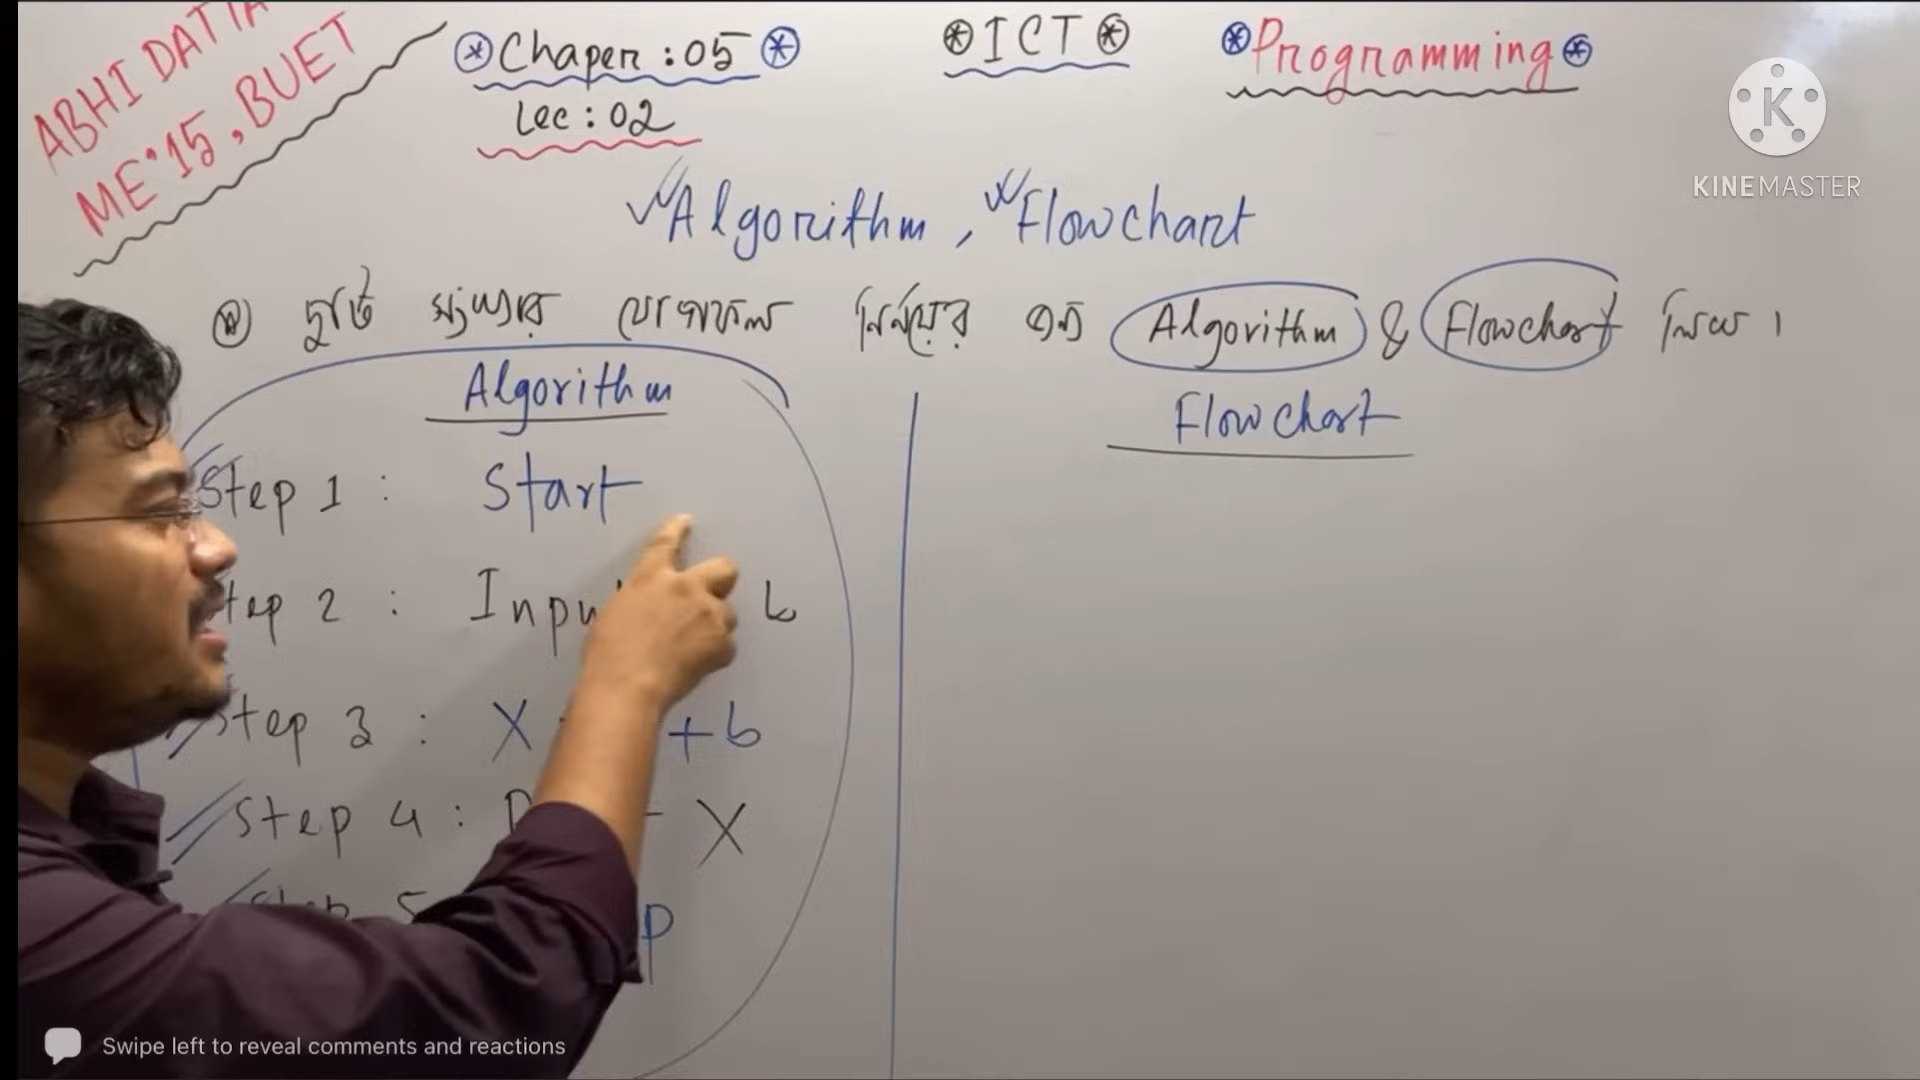 ABHI DATTA
ME'15, BUET
Chaper : 05
Lec : 02
ICT
Programming
KINEMASTER
Algorithm, Flowchart
দুইটি সংখ্যার যোগফল নির্ণয়ের এর Algorithm & Flowchart লিখ।
Algorithm
Step 1 : Start
Step 2 : Inpu b
Step 3 : X + b
Step 4 : X
Step 5 p
Flowchart
Swipe left to reveal comments and reactions